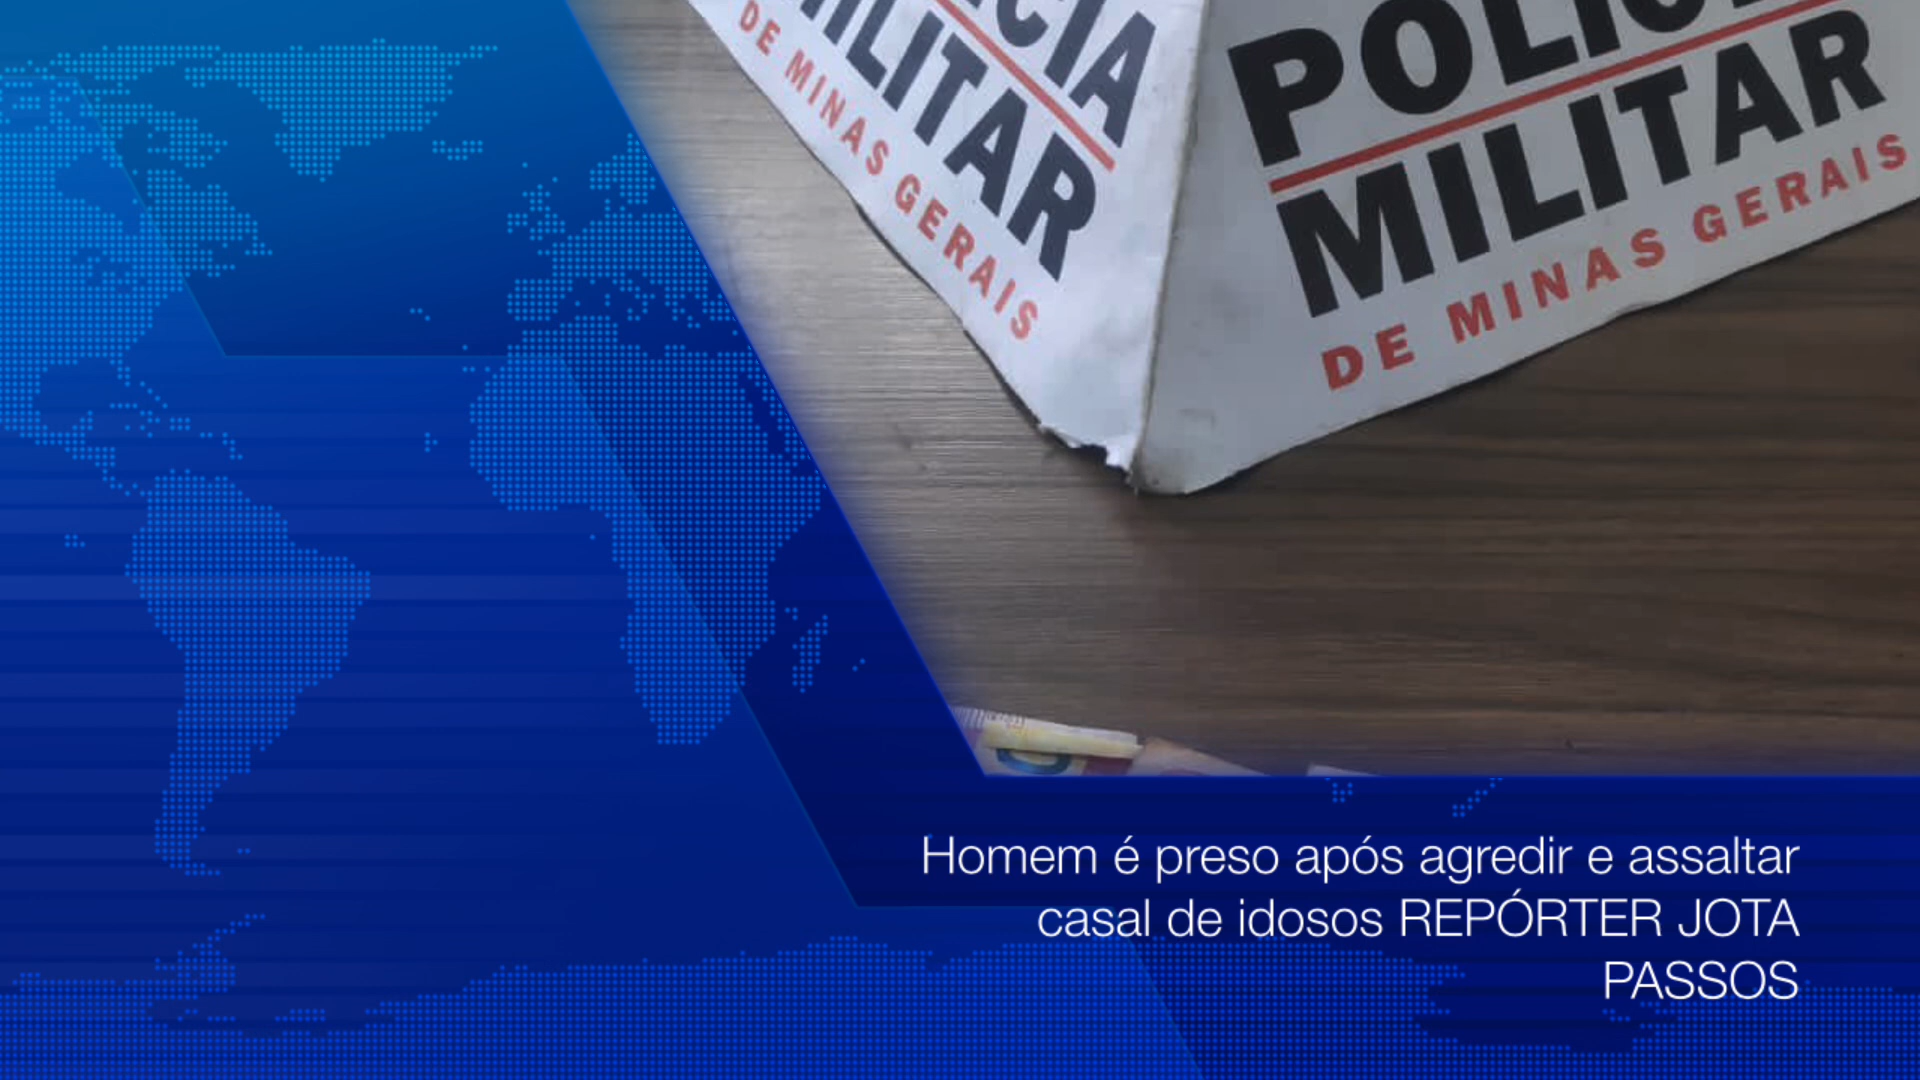 CIA
MILITAR
DE MINAS GERAIS
POLÍCIA
MILITAR
DE MINAS GERAIS
Homem é preso após agredir e assaltar
casal de idosos REPÓRTER JOTA
PASSOS